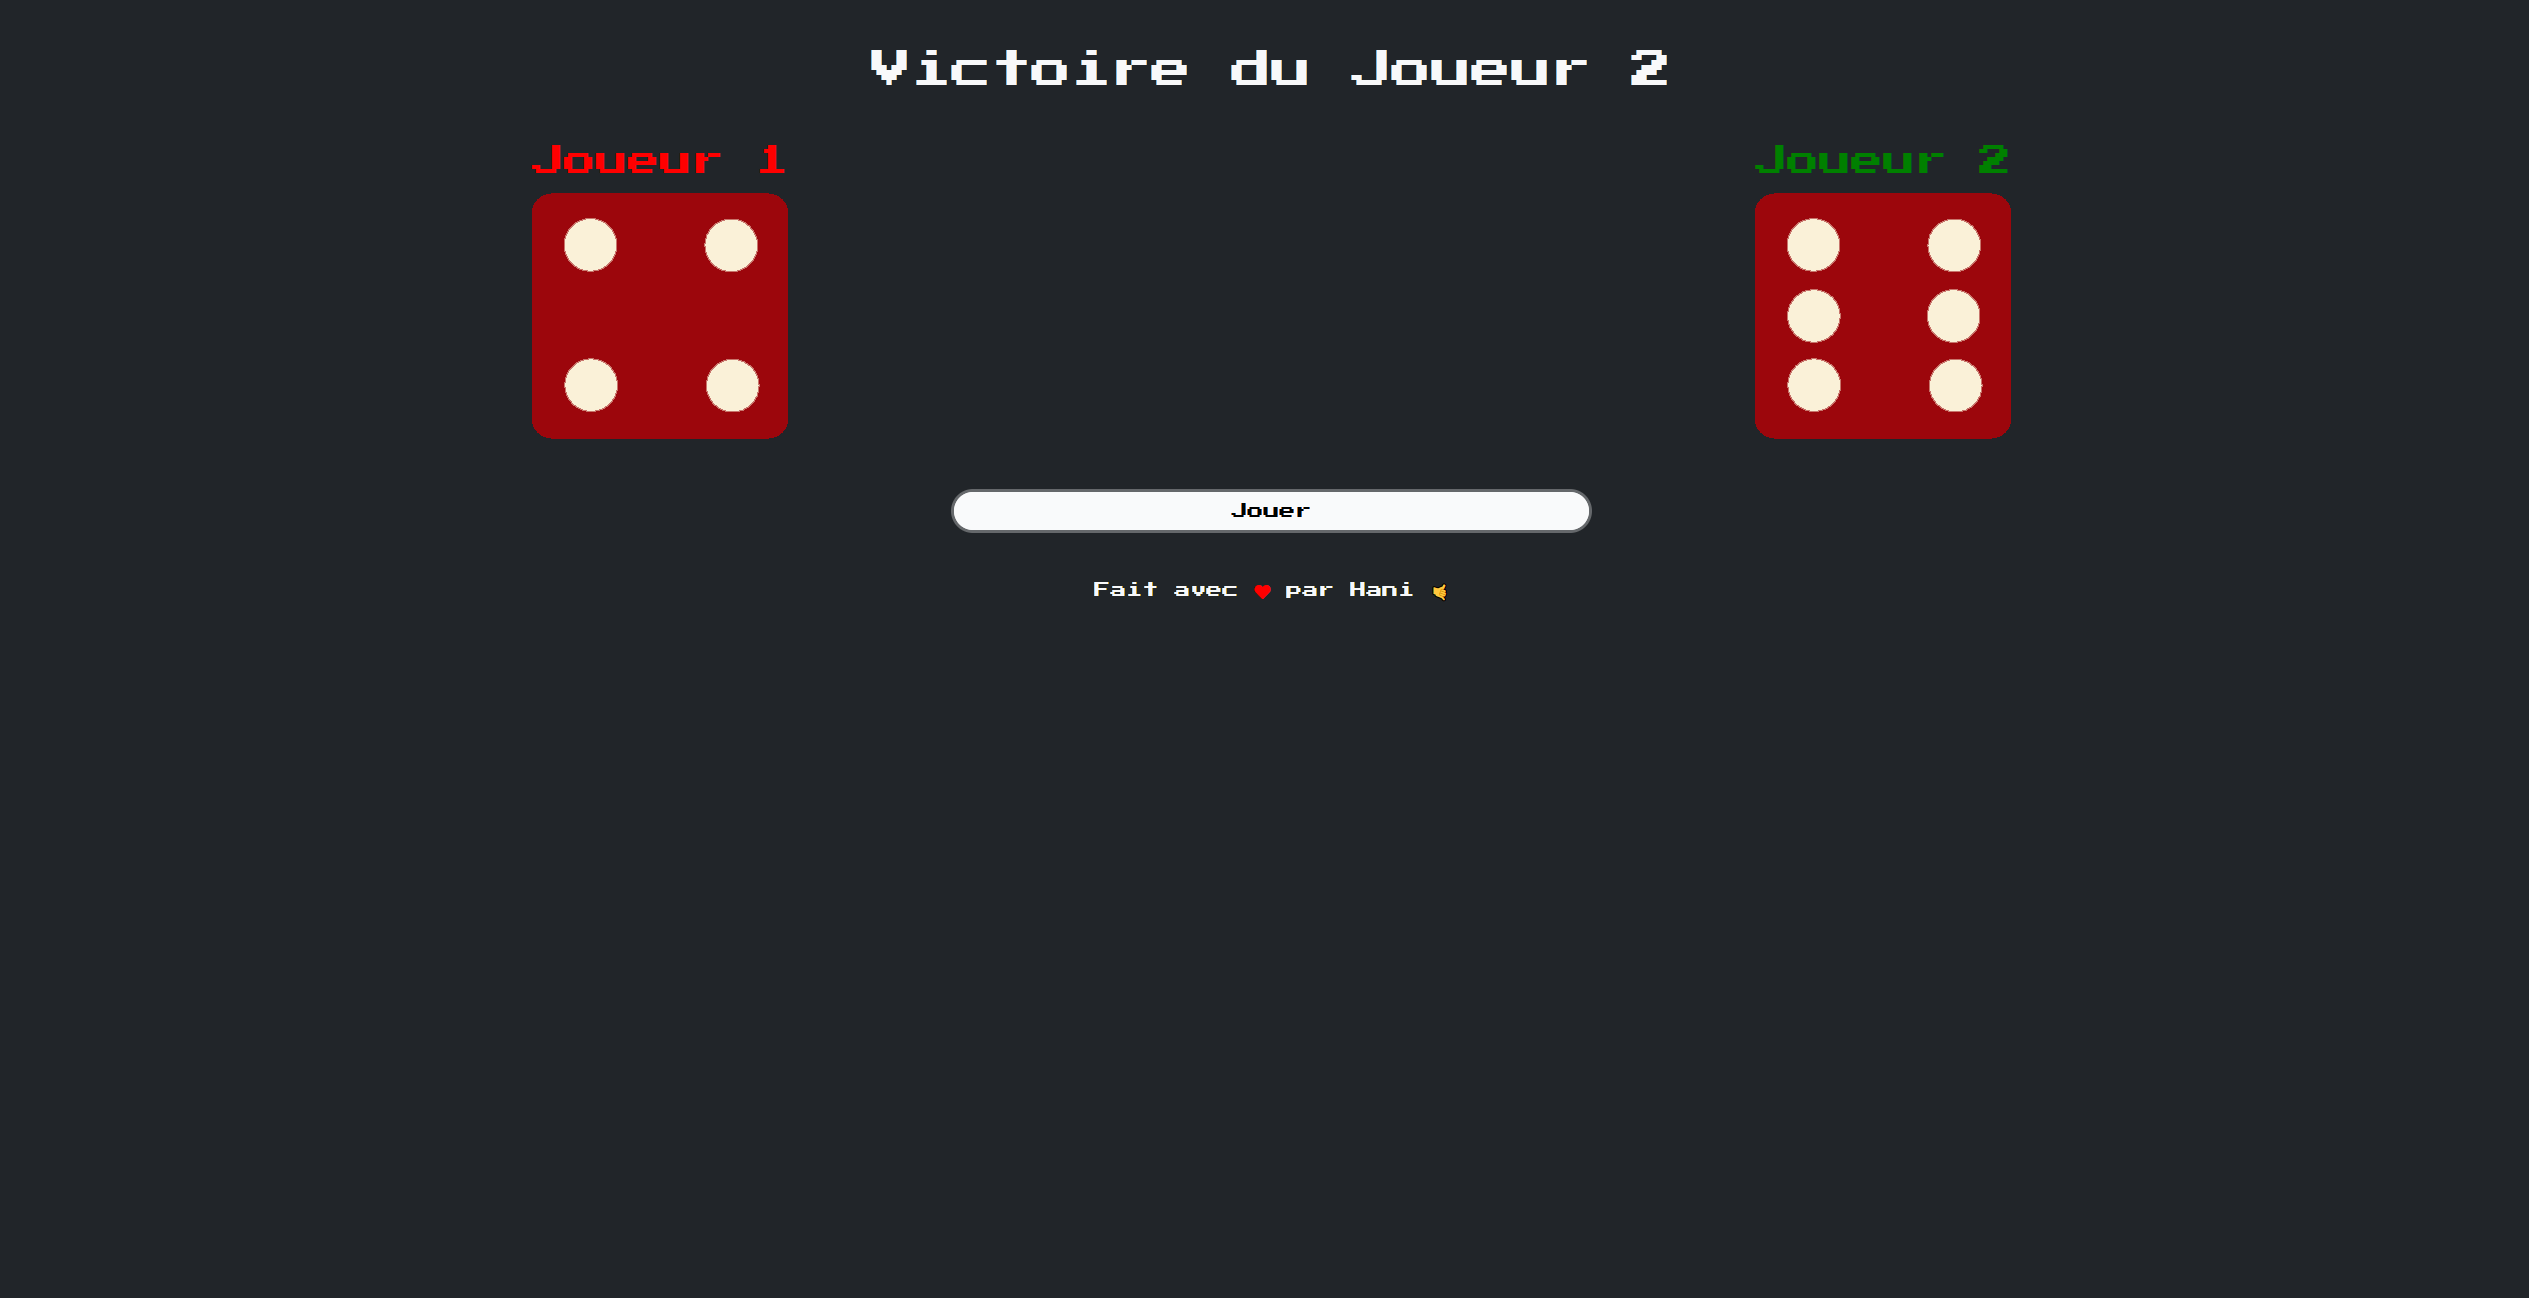 Victoire du Joueur 2
Joueur 1
Joueur 2
Jouer
Fait avec ❤ par Hani 🤙